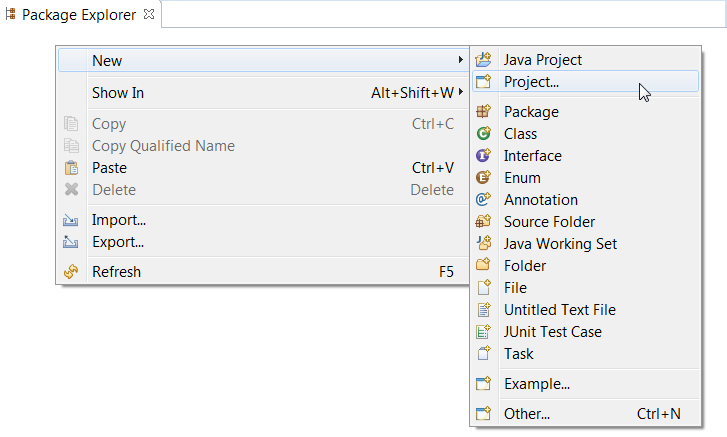 Package Explorer
New
Show In Alt+Shift+W
Copy Ctrl+C
Copy Qualified Name
Paste Ctrl+V
Delete Delete
Import...
Export...
Refresh F5
Java Project
Project...
Package
Class
Interface
Enum
Annotation
Source Folder
Java Working Set
Folder
File
Untitled Text File
JUnit Test Case
Task
Example...
Other... Ctrl+N